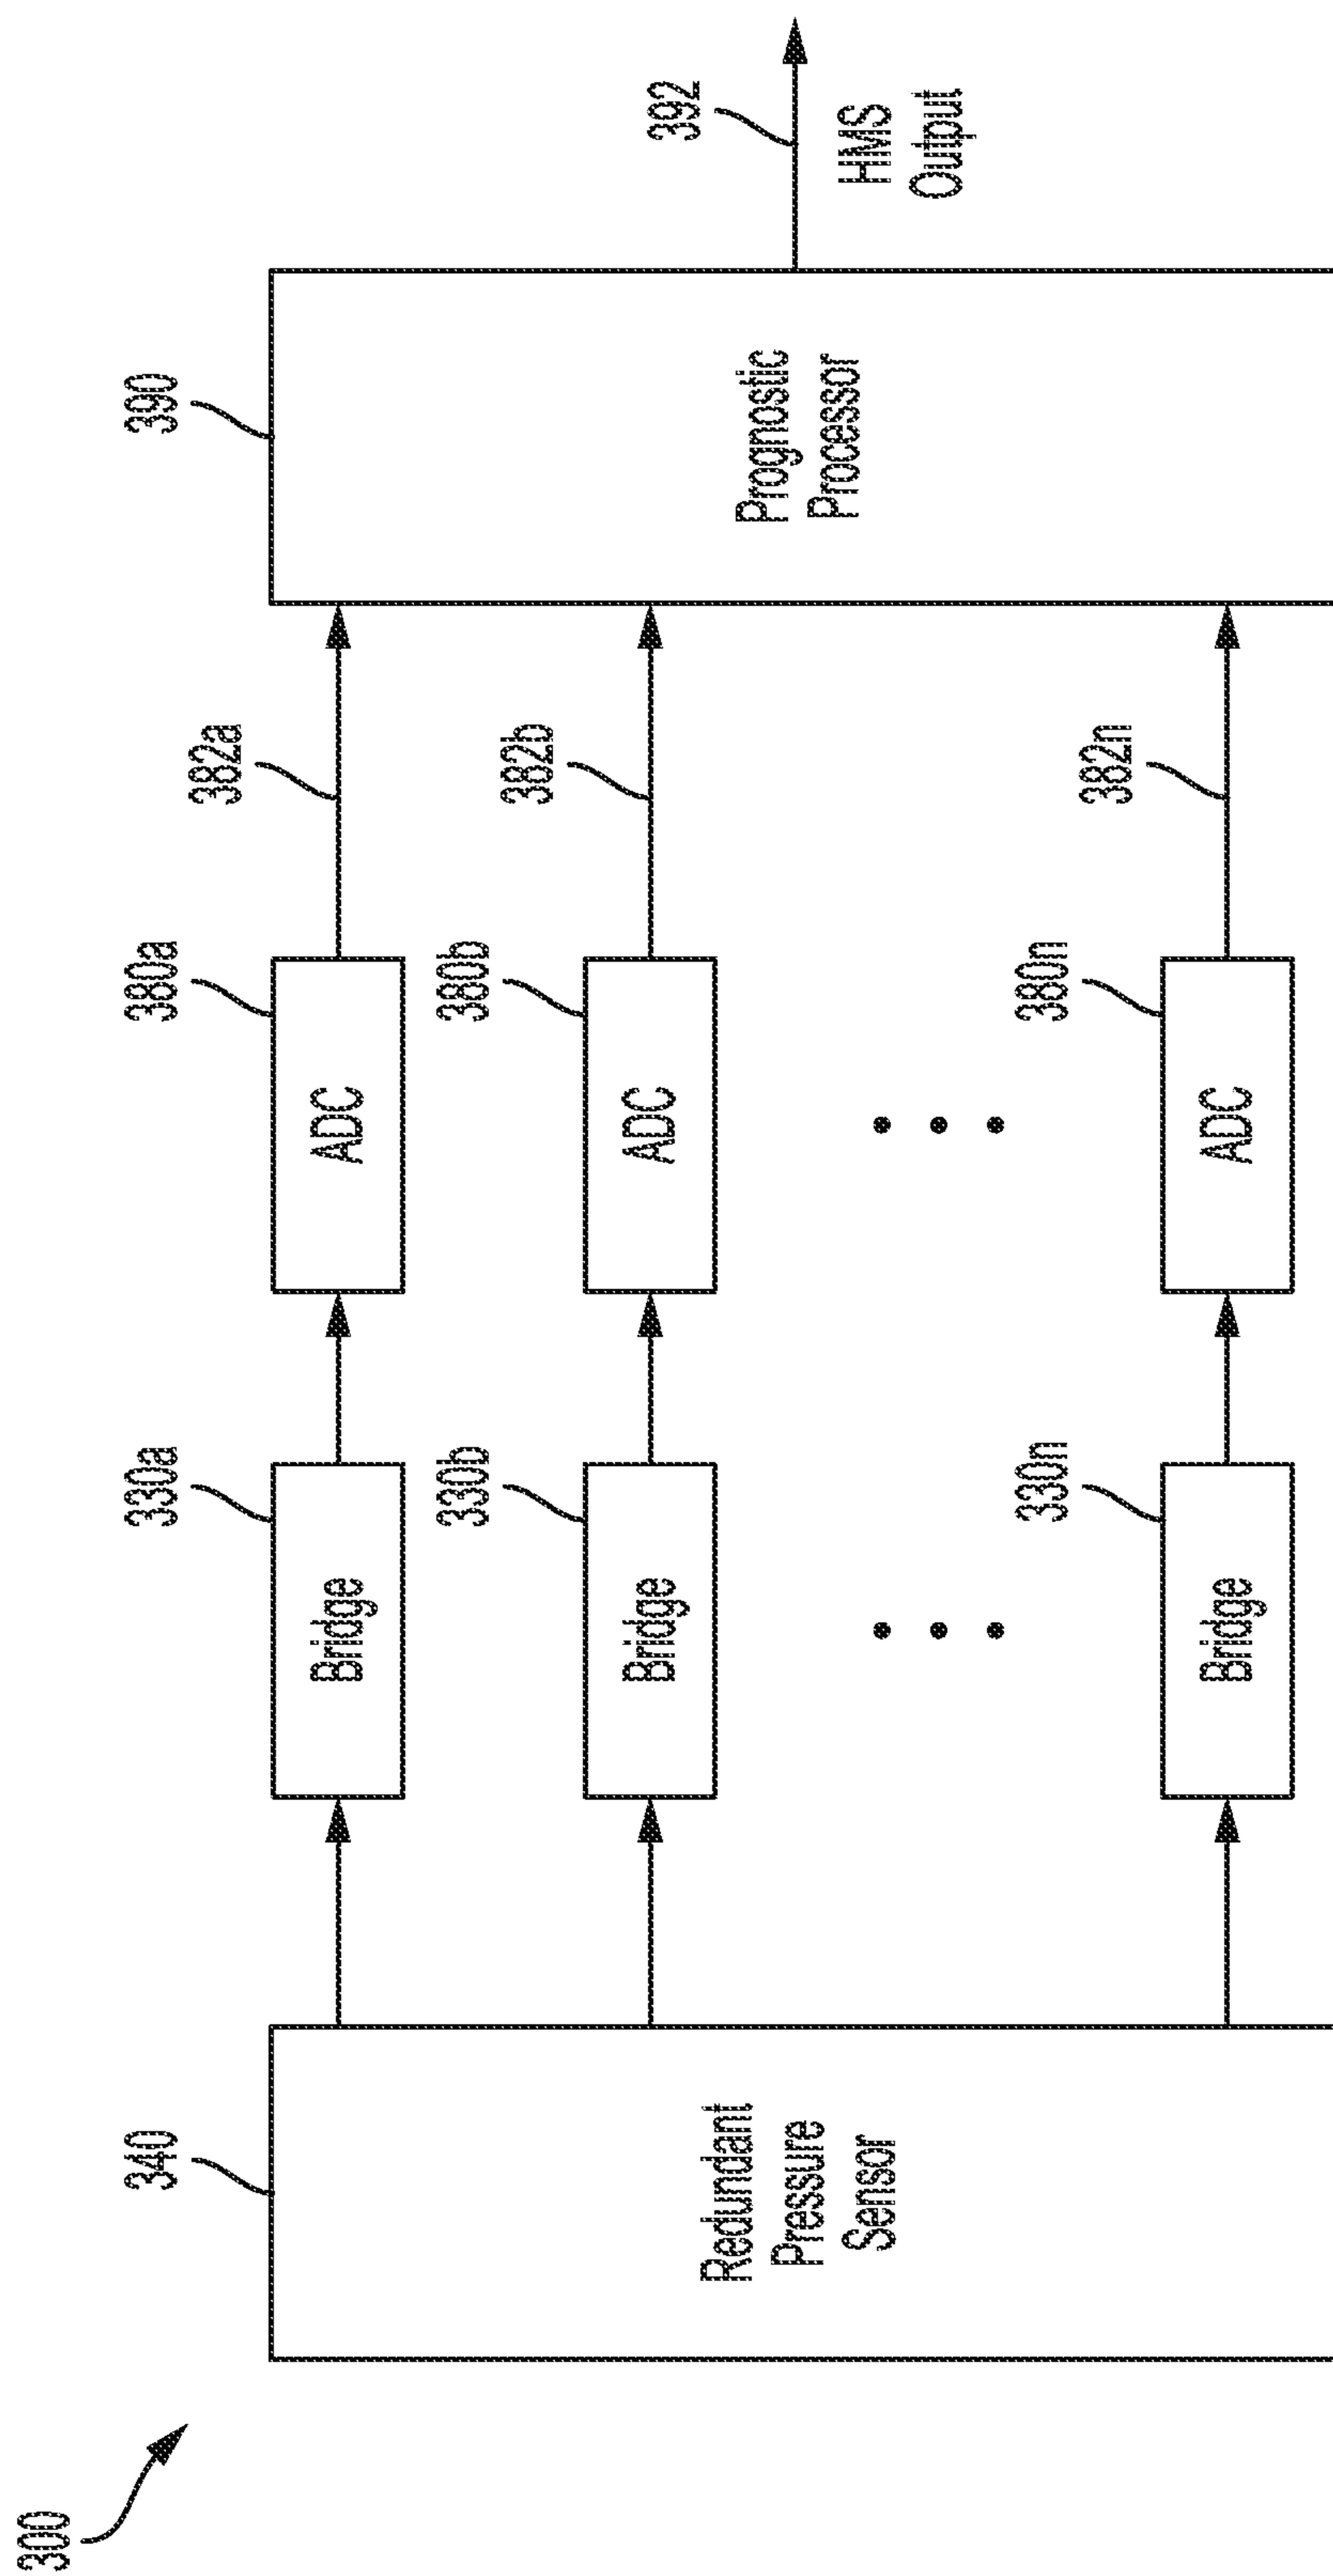 300
340
Redundant
Pressure
Sensor
330a
Bridge
380a
ADC
382a
330b
Bridge
380b
ADC
382b
330n
Bridge
380n
ADC
382n
390
Prognostic
Processor
392
HMS
Output